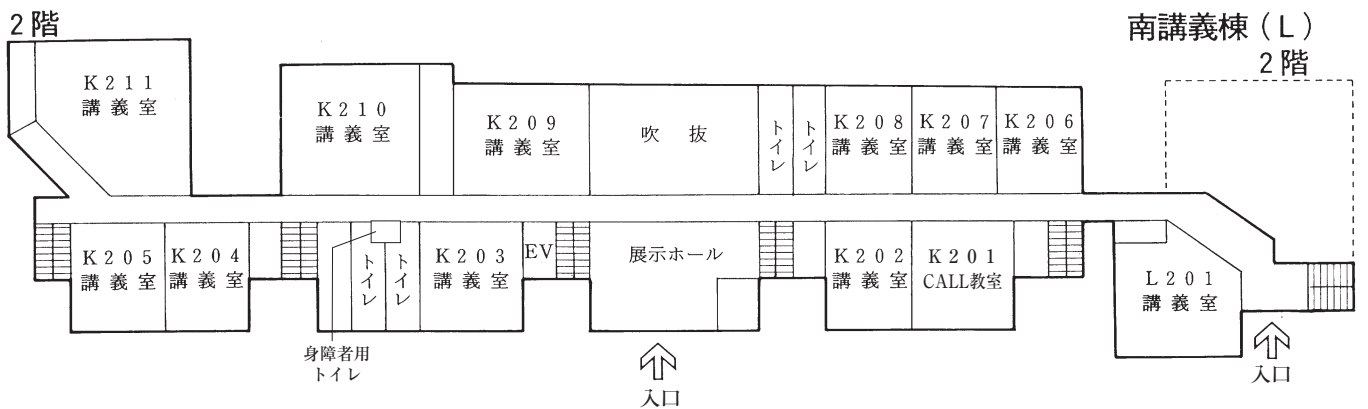 2階
南講義棟(L)
2階
K211
講義室
K210
講義室
K209
講義室
吹抜
トイレ
トイレ
K208
講義室
K207
講義室
K206
講義室
K205
講義室
K204
講義室
トイレ
トイレ
K203
講義室
EV
展示ホール
K202
講義室
K201
CALL教室
L201
講義室
身障者用
トイレ
入口
入口